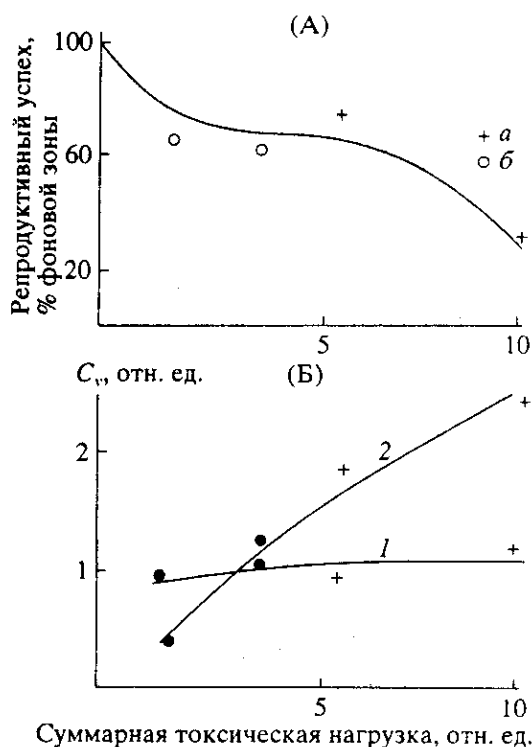 (А)
Репродуктивный успех,
% фоновой зоны
100
60
20
+ а
○ б
5
10
C_v, отн. ед.
(Б)
2
1
2
1
5
10
Суммарная токсическая нагрузка, отн. ед.